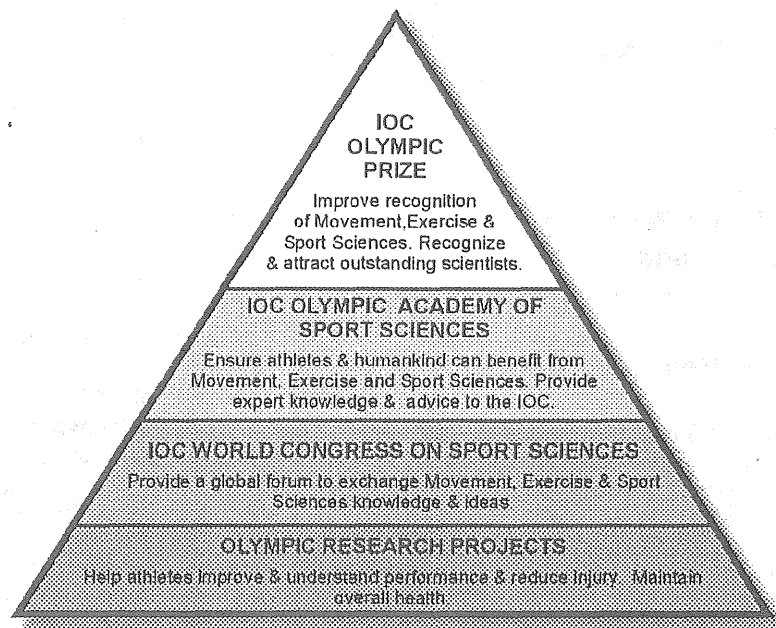 IOC
OLYMPIC
PRIZE
Improve recognition
of Movement,Exercise &
Sport Sciences. Recognize
& attract outstanding scientists.
IOC OLYMPIC ACADEMY OF
SPORT SCIENCES
Ensure athletes & humankind can benefit from
Movement, Exercise and Sport Sciences. Provide
expert knowledge & advice to the IOC.
IOC WORLD CONGRESS ON SPORT SCIENCES
Provide a global forum to exchange Movement, Exercise & Sport
Sciences knowledge & ideas
OLYMPIC RESEARCH PROJECTS
Help athletes improve & understand performance & reduce injury. Maintain
overall health